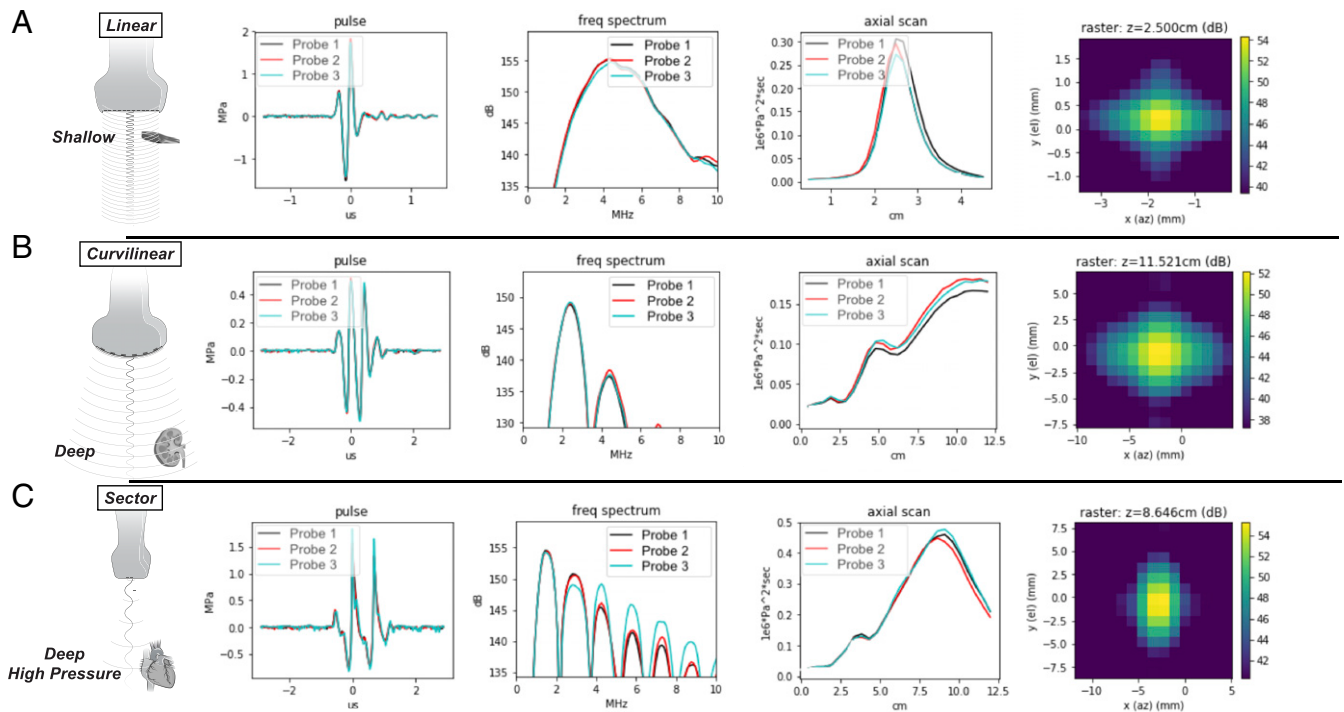 A
Linear
Shallow
pulse
MPa
2
1
0
−1
−1
0
1
us
Probe 1
Probe 2
Probe 3
freq spectrum
dB
155
150
145
140
135
0
2
4
6
8
10
MHz
Probe 1
Probe 2
Probe 3
axial scan
1e6*Pa^2*sec
0.30
0.25
0.20
0.15
0.10
0.05
0.00
1
2
3
4
cm
Probe 1
Probe 2
Probe 3
raster: z=2.500cm (dB)
y (el) (mm)
1.5
1.0
0.5
0.0
−0.5
−1.0
−3
−2
−1
x (az) (mm)
54
52
50
48
46
44
42
40
B
Curvilinear
Deep
pulse
MPa
0.4
0.2
0.0
−0.2
−0.4
−2
0
2
us
Probe 1
Probe 2
Probe 3
freq spectrum
dB
150
145
140
135
130
0
2
4
6
8
10
MHz
Probe 1
Probe 2
Probe 3
axial scan
1e6*Pa^2*sec
0.15
0.10
0.05
0.00
0.0
2.5
5.0
7.5
10.0
12.5
cm
Probe 1
Probe 2
Probe 3
raster: z=11.521cm (dB)
y (el) (mm)
5.0
2.5
0.0
−2.5
−5.0
−7.5
−10
−5
0
x (az) (mm)
52
50
48
46
44
42
40
38
C
Sector
Deep
High Pressure
pulse
MPa
1.5
1.0
0.5
0.0
−0.5
−2
0
2
us
Probe 1
Probe 2
Probe 3
freq spectrum
dB
155
150
145
140
135
0
2
4
6
8
10
MHz
Probe 1
Probe 2
Probe 3
axial scan
1e6*Pa^2*sec
0.5
0.4
0.3
0.2
0.1
0.0
0.0
2.5
5.0
7.5
10.0
12.5
cm
Probe 1
Probe 2
Probe 3
raster: z=8.646cm (dB)
y (el) (mm)
7.5
5.0
2.5
0.0
−2.5
−5.0
−7.5
−10
−5
0
5
x (az) (mm)
54
52
50
48
46
44
42